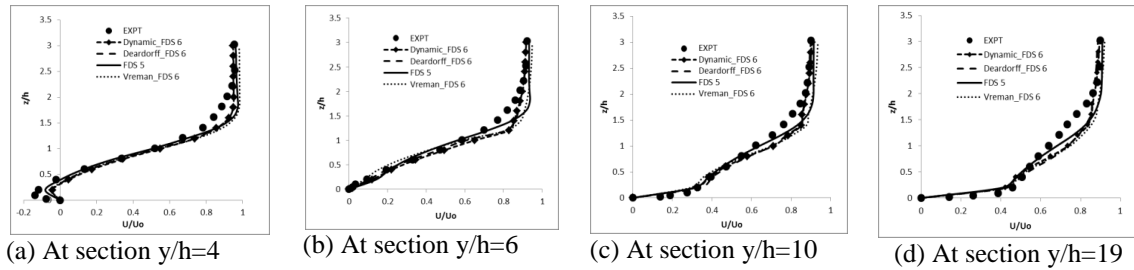 3.5
3
2.5
2
1.5
1
0.5
0
-0.2 0 0.2 0.4 0.6 0.8 1
z/h
U/Uo
EXPT
Dynamic_FDS 6
Deardorff_FDS 6
FDS 5
Vreman_FDS 6
(a) At section y/h=4
3.5
3
2.5
2
1.5
1
0.5
0
0 0.2 0.4 0.6 0.8 1
z/h
U/Uo
EXPT
Dynamic_FDS 6
Deardorff_FDS 6
FDS 5
Vreman_FDS 6
(b) At section y/h=6
3.5
3
2.5
2
1.5
1
0.5
0
0 0.2 0.4 0.6 0.8 1
z/h
U/Uo
EXPT
Dynamic_FDS 6
Deardorff_FDS 6
FDS 5
Vreman_FDS 6
(c) At section y/h=10
3.5
3
2.5
2
1.5
1
0.5
0
0 0.2 0.4 0.6 0.8 1
z/h
U/Uo
EXPT
Dynamic_FDS 6
Deardorff_FDS 6
FDS 5
Vreman_FDS 6
(d) At section y/h=19